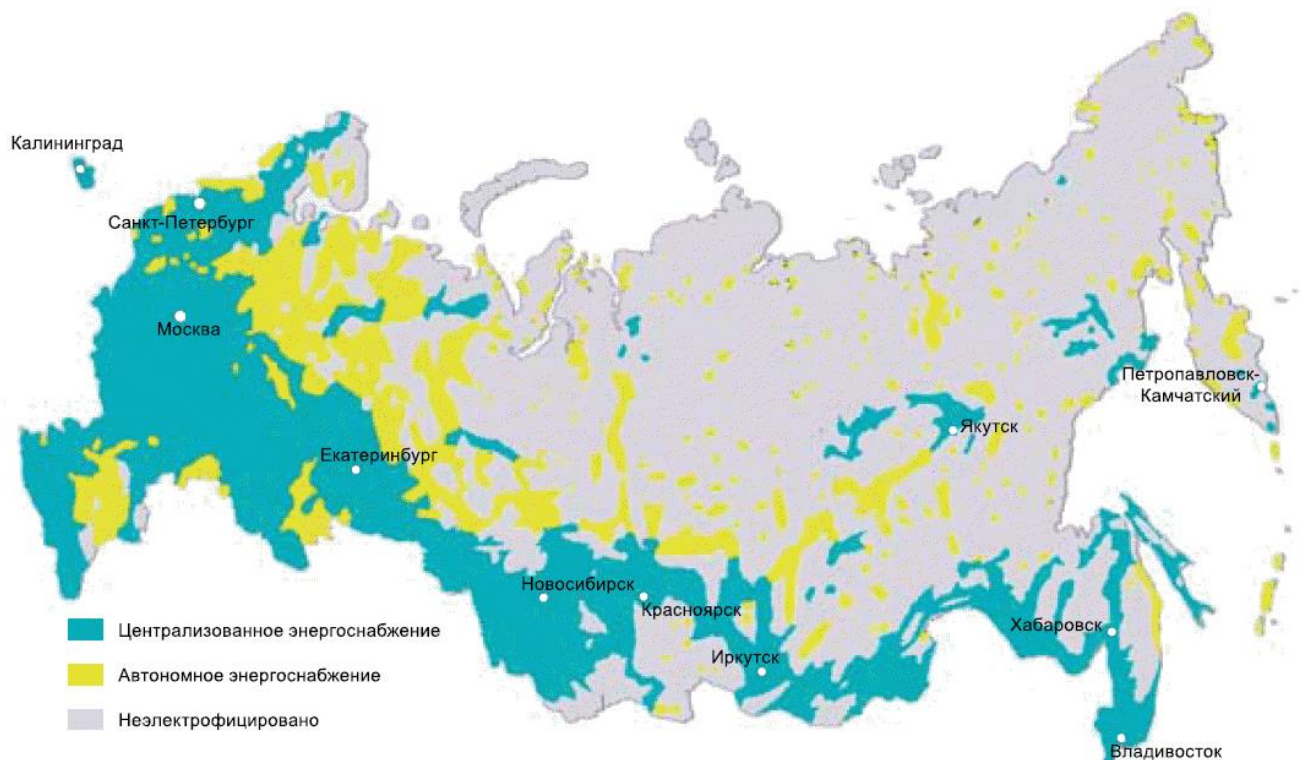 Калининград
Санкт-Петербург
Москва
Петропавловск-
Камчатский
Якутск
Екатеринбург
Новосибирск
Красноярск
Хабаровск
Иркутск
Владивосток
Централизованное энергоснабжение
Автономное энергоснабжение
Неэлектрофицировано